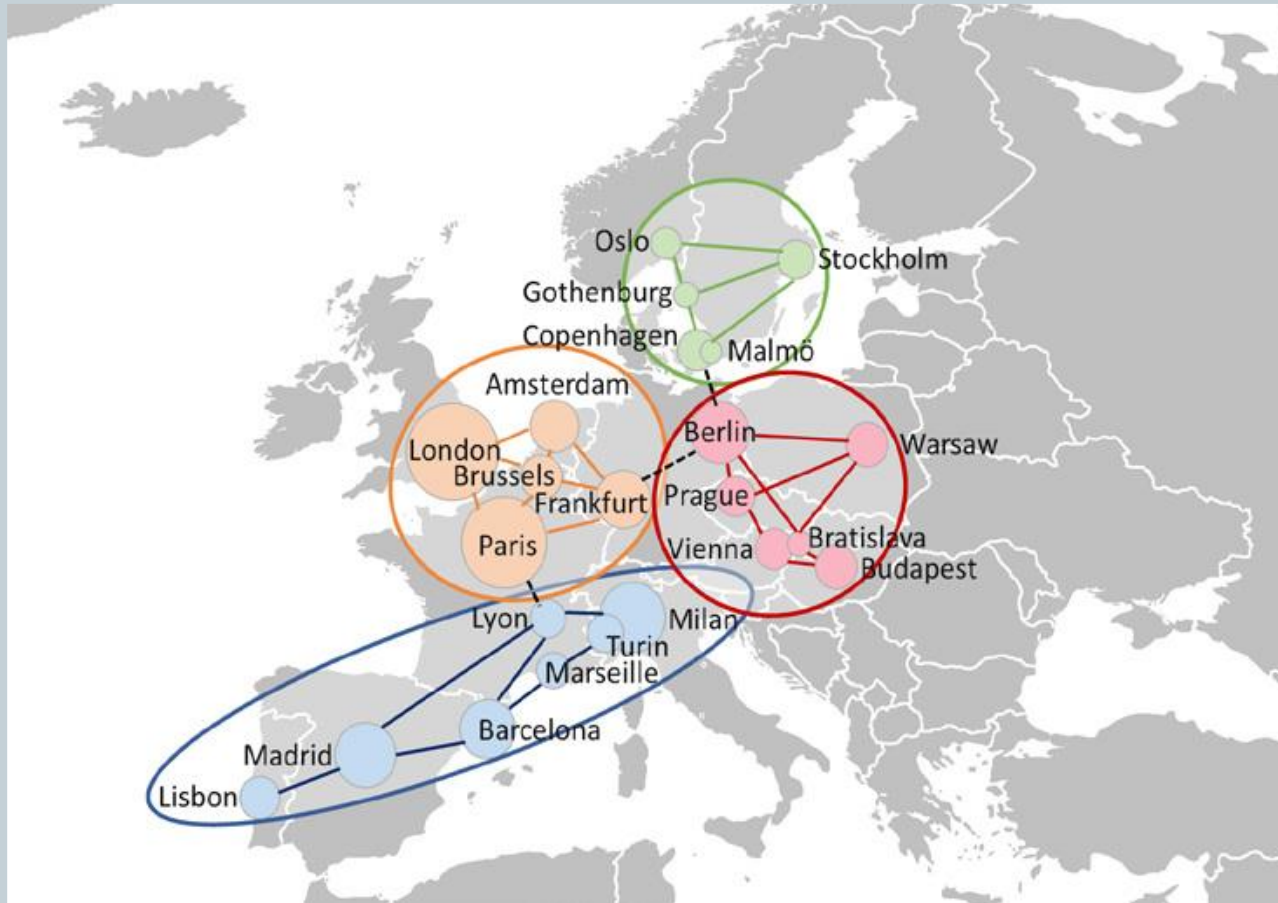 Oslo
Stockholm
Gothenburg
Copenhagen
Malmö
Amsterdam
Berlin
Warsaw
London
Brussels
Frankfurt
Prague
Paris
Vienna
Bratislava
Budapest
Lyon
Milan
Turin
Marseille
Barcelona
Madrid
Lisbon